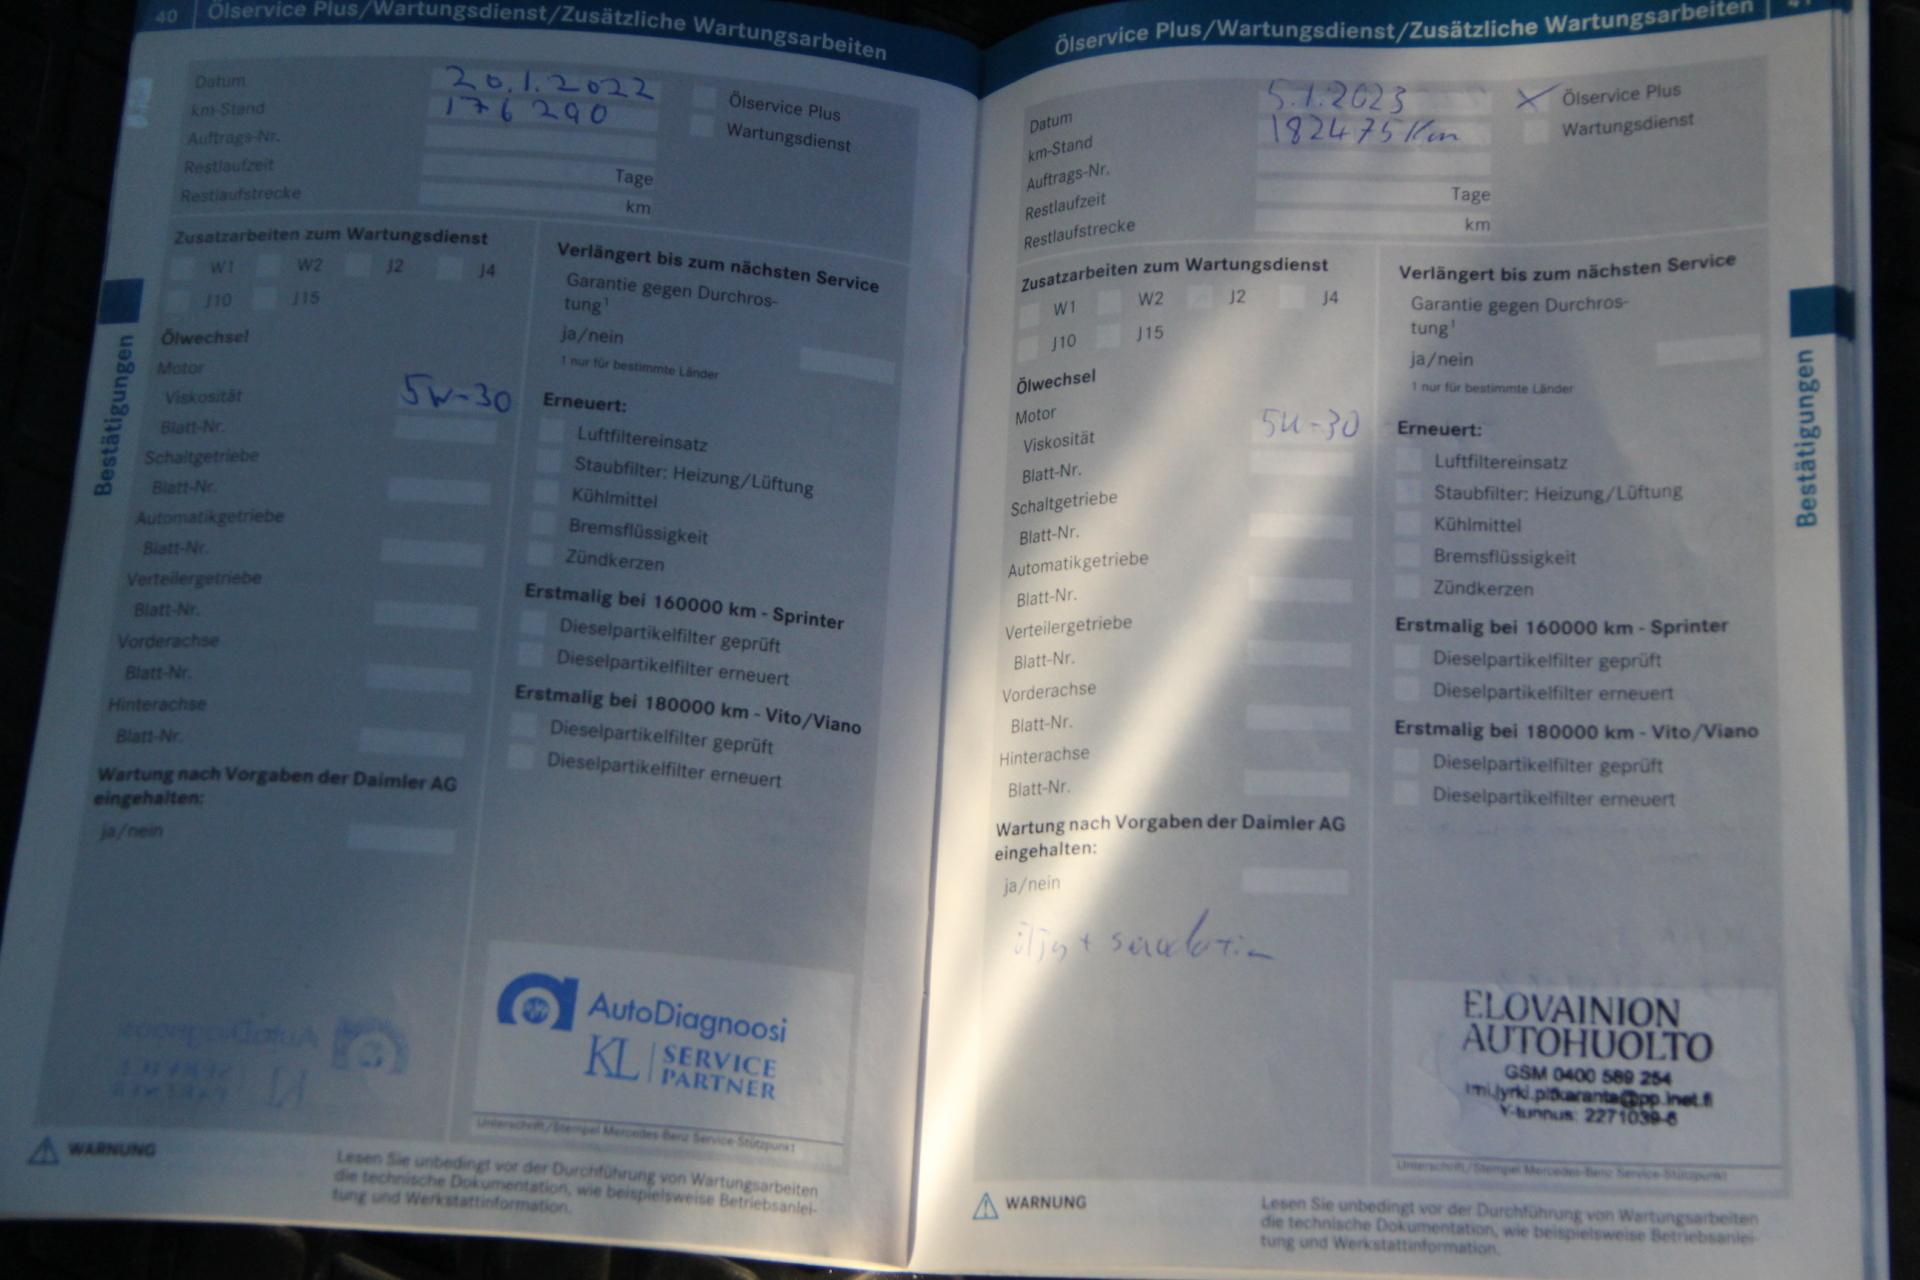 40
Ölservice Plus/Wartungsdienst/Zusätzliche Wartungsarbeiten
Datum 20.1.2022
km-Stand 176 290
Auftrags-Nr.
Restlaufzeit Tage
Restlaufstrecke km
Ölservice Plus
Wartungsdienst
Zusatzarbeiten zum Wartungsdienst
W1 W2 J2 J4
J10 J15
Ölwechsel
Motor
Viskosität 5W-30
Blatt-Nr.
Schaltgetriebe
Blatt-Nr.
Automatikgetriebe
Blatt-Nr.
Verteilergetriebe
Blatt-Nr.
Vorderachse
Blatt-Nr.
Hinterachse
Blatt-Nr.
Wartung nach Vorgaben der Daimler AG
eingehalten:
ja/nein
Verlängert bis zum nächsten Service
Garantie gegen Durchros-
tung¹
ja/nein
1 nur für bestimmte Länder
Erneuert:
Luftfiltereinsatz
Staubfilter: Heizung/Lüftung
Kühlmittel
Bremsflüssigkeit
Zündkerzen
Erstmalig bei 160000 km - Sprinter
Dieselpartikelfilter geprüft
Dieselpartikelfilter erneuert
Erstmalig bei 180000 km - Vito/Viano
Dieselpartikelfilter geprüft
Dieselpartikelfilter erneuert
AutoDiagnoosi
KL SERVICE
PARTNER
Unterschrift/Stempel Mercedes-Benz Service-Stützpunkt
WARNUNG
Lesen Sie unbedingt vor der Durchführung von Wartungsarbeiten
die technische Dokumentation, wie beispielsweise Betriebsanlei-
tung und Werkstattinformation.
Bestätigungen
Ölservice Plus/Wartungsdienst/Zusätzliche Wartungsarbeiten
Datum 5.1.2023
km-Stand 182475 Km
Auftrags-Nr.
Restlaufzeit Tage
Restlaufstrecke km
X Ölservice Plus
Wartungsdienst
Zusatzarbeiten zum Wartungsdienst
W1 W2 J2 J4
J10 J15
Ölwechsel
Motor
Viskosität 5W-30
Blatt-Nr.
Schaltgetriebe
Blatt-Nr.
Automatikgetriebe
Blatt-Nr.
Verteilergetriebe
Blatt-Nr.
Vorderachse
Blatt-Nr.
Hinterachse
Blatt-Nr.
Wartung nach Vorgaben der Daimler AG
eingehalten:
ja/nein
Verlängert bis zum nächsten Service
Garantie gegen Durchros-
tung¹
ja/nein
1 nur für bestimmte Länder
Erneuert:
Luftfiltereinsatz
Staubfilter: Heizung/Lüftung
Kühlmittel
Bremsflüssigkeit
Zündkerzen
Erstmalig bei 160000 km - Sprinter
Dieselpartikelfilter geprüft
Dieselpartikelfilter erneuert
Erstmalig bei 180000 km - Vito/Viano
Dieselpartikelfilter geprüft
Dieselpartikelfilter erneuert
ELOVAINION
AUTOHUOLTO
GSM 0400 589 254
Y-tunnus: 2271039-6
Unterschrift/Stempel Mercedes-Benz Service-Stützpunkt
WARNUNG
Lesen Sie unbedingt vor der Durchführung von Wartungsarbeiten
die technische Dokumentation, wie beispielsweise Betriebsanlei-
tung und Werkstattinformation.
Bestätigungen